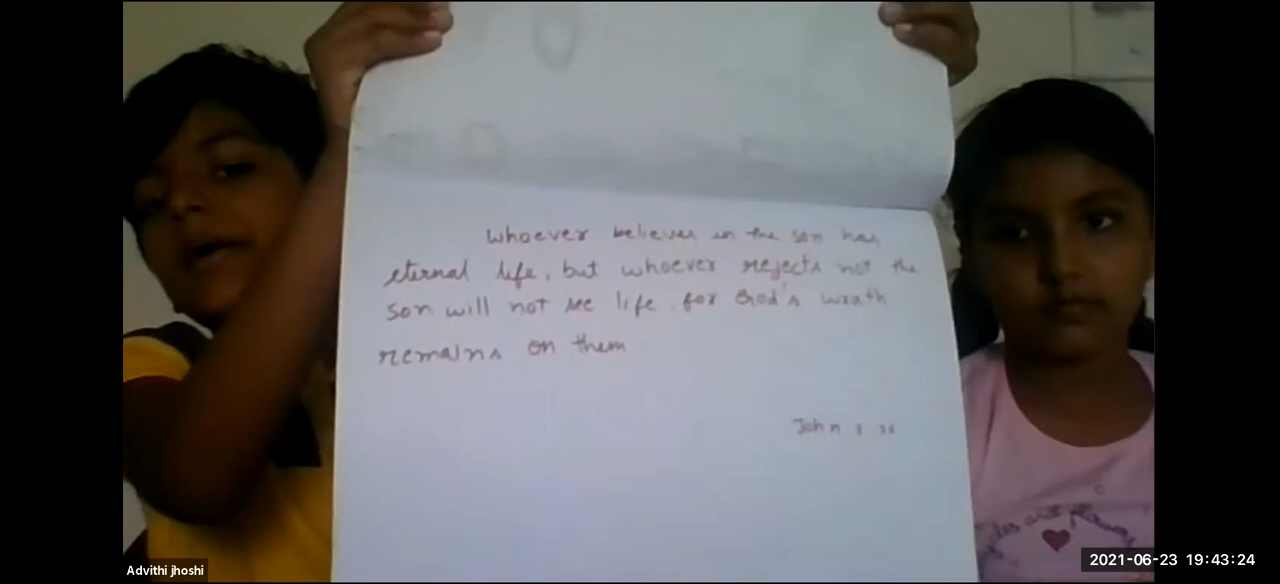 whoever believes in the son has
eternal life, but whoever rejects not the
son will not see life, for God's wrath
remains on them
John 3 36
Advithi jhoshi
2021-06-23 19:43:24